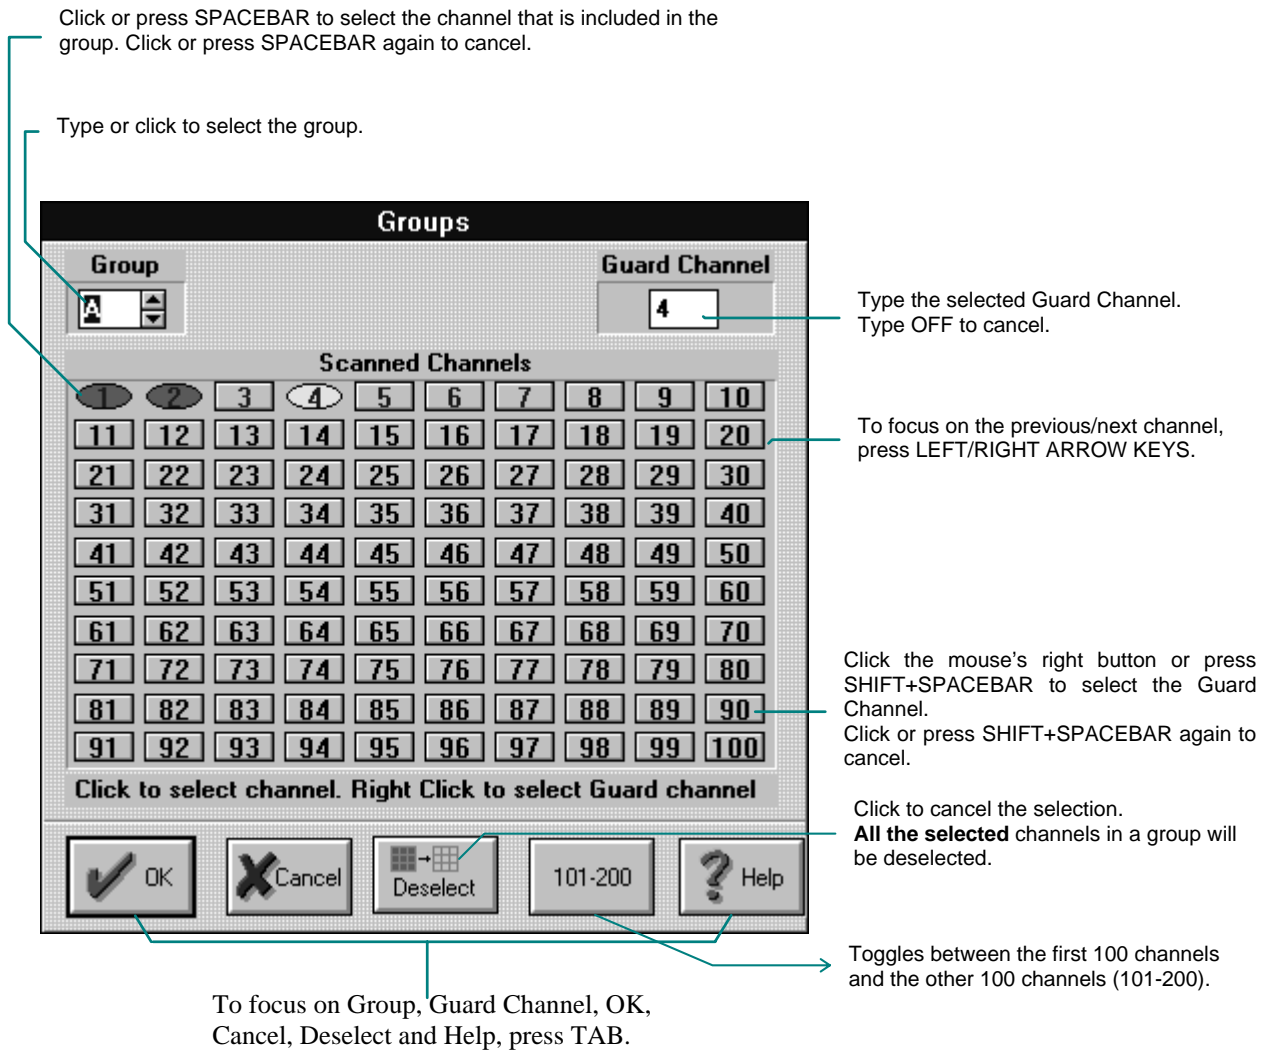 Click or press SPACEBAR to select the channel that is included in the
group. Click or press SPACEBAR again to cancel.
Type or click to select the group.
Groups
Group
Guard Channel
A
4
Type the selected Guard Channel.
Type OFF to cancel.
Scanned Channels
1 2 3 4 5 6 7 8 9 10
11 12 13 14 15 16 17 18 19 20
21 22 23 24 25 26 27 28 29 30
31 32 33 34 35 36 37 38 39 40
41 42 43 44 45 46 47 48 49 50
51 52 53 54 55 56 57 58 59 60
61 62 63 64 65 66 67 68 69 70
71 72 73 74 75 76 77 78 79 80
81 82 83 84 85 86 87 88 89 90
91 92 93 94 95 96 97 98 99 100
To focus on the previous/next channel,
press LEFT/RIGHT ARROW KEYS.
Click the mouse's right button or press
SHIFT+SPACEBAR to select the Guard
Channel.
Click or press SHIFT+SPACEBAR again to
cancel.
Click to select channel. Right Click to select Guard channel
Click to cancel the selection.
All the selected channels in a group will
be deselected.
OK
Cancel
Deselect
101-200
Help
Toggles between the first 100 channels
and the other 100 channels (101-200).
To focus on Group, Guard Channel, OK,
Cancel, Deselect and Help, press TAB.